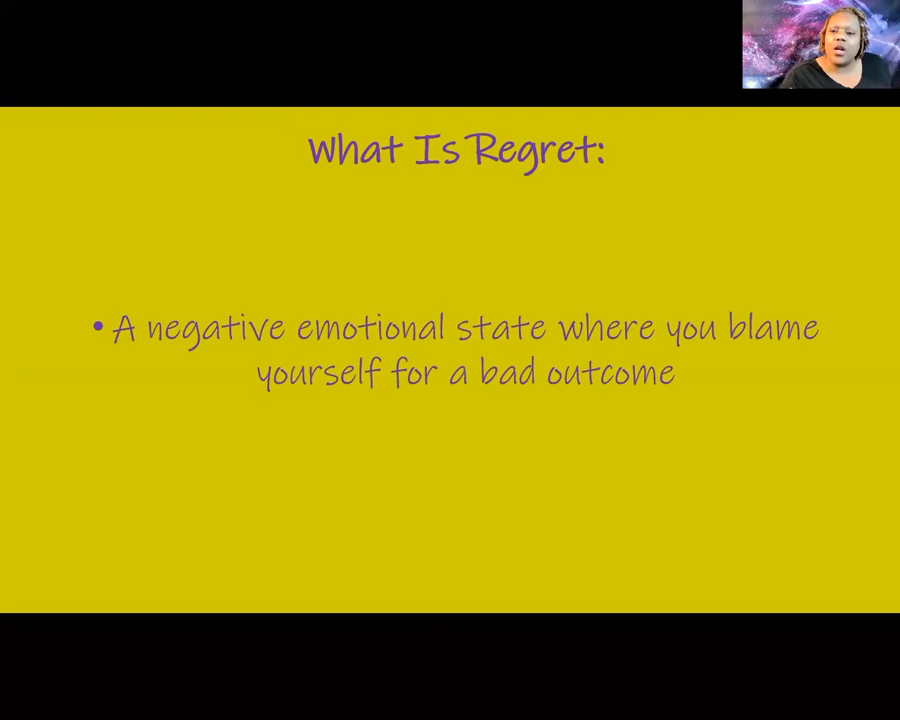 What Is Regret:
• A negative emotional state where you blame
yourself for a bad outcome